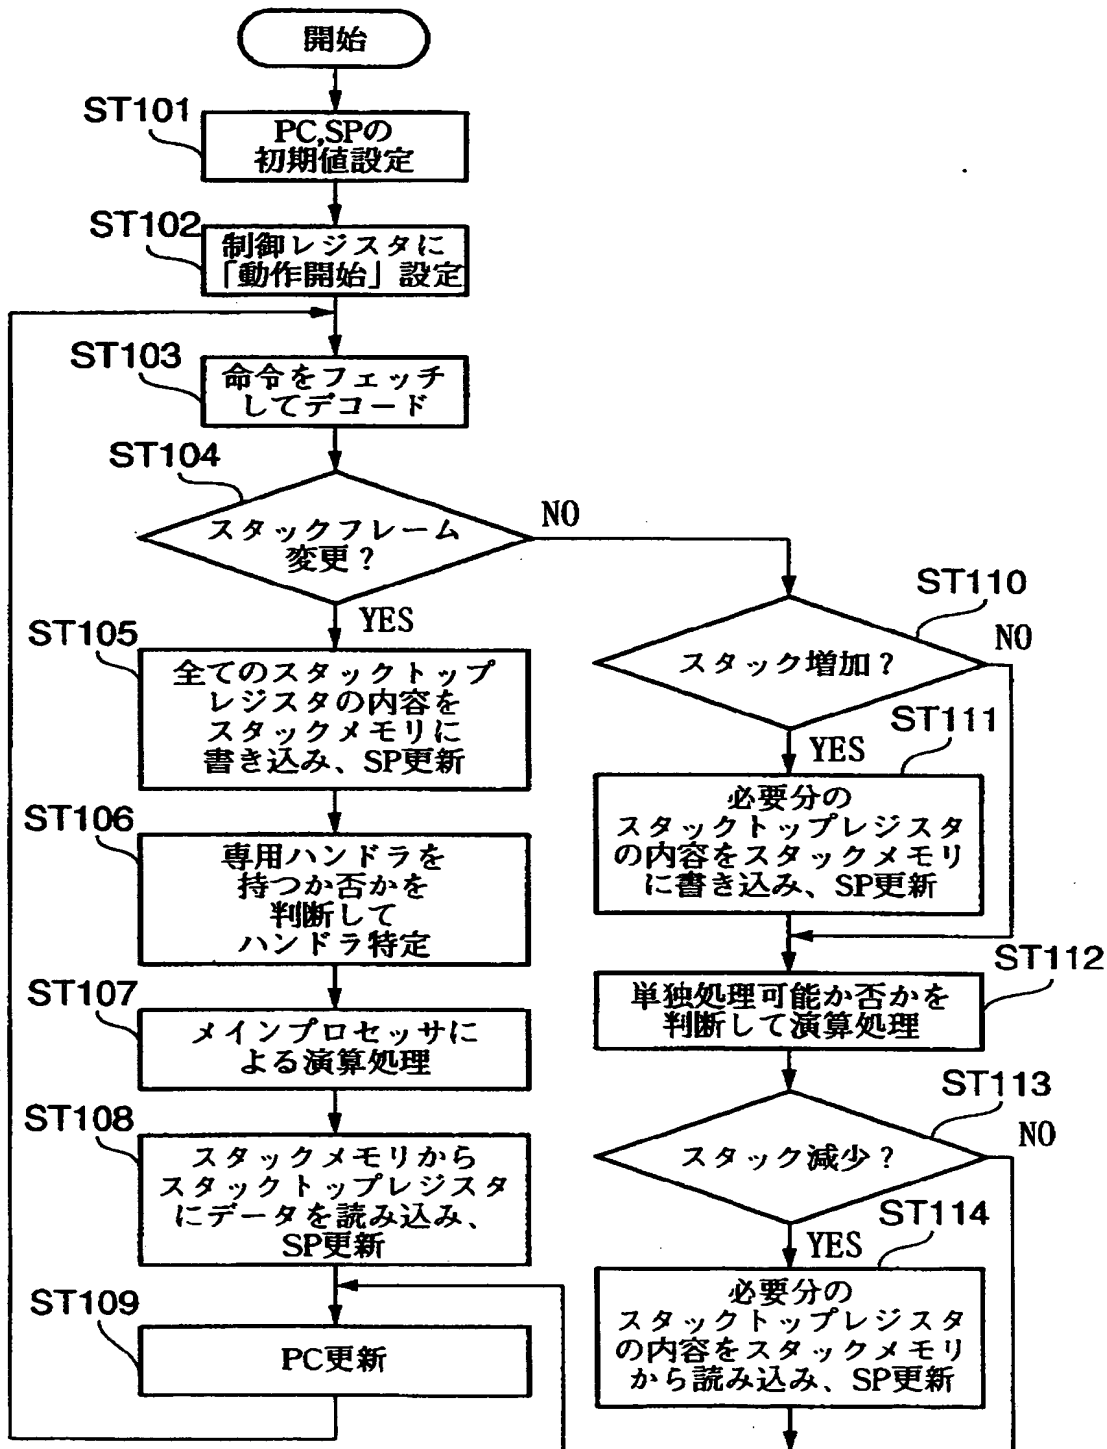 開始
ST101
PC,SPの
初期値設定
ST102
制御レジスタに
「動作開始」設定
ST103
命令をフェッチ
してデコード
ST104
スタックフレーム
変更?
NO
YES
ST105
全てのスタックトップ
レジスタの内容を
スタックメモリに
書き込み、SP更新
ST106
専用ハンドラを
持つか否かを
判断して
ハンドラ特定
ST107
メインプロセッサに
よる演算処理
ST108
スタックメモリから
スタックトップレジスタ
にデータを読み込み、
SP更新
ST109
PC更新
ST110
スタック増加?
NO
YES
ST111
必要分の
スタックトップレジスタ
の内容をスタックメモリ
に書き込み、SP更新
ST112
単独処理可能か否かを
判断して演算処理
ST113
スタック減少?
NO
YES
ST114
必要分の
スタックトップレジスタ
の内容をスタックメモリ
から読み込み、SP更新